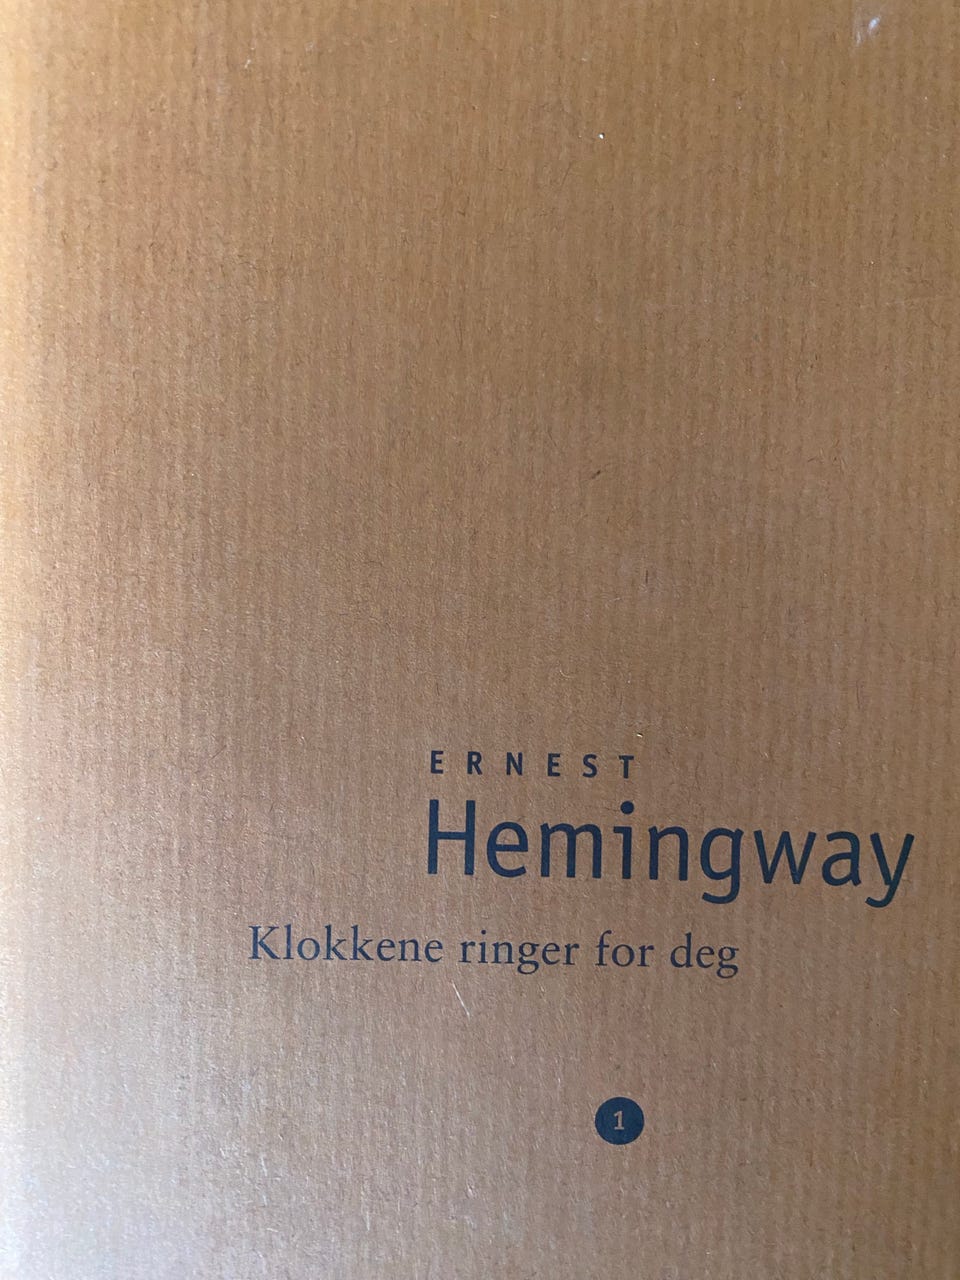 ERNEST
Hemingway
Klokkene ringer for deg
1